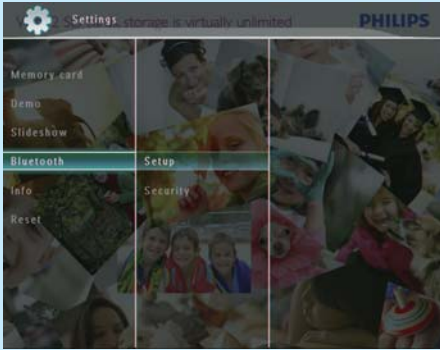 Settings
storage is virtually unlimited
PHILIPS
Memory card
Demo
Slideshow
Bluetooth
Setup
Info
Security
Reset